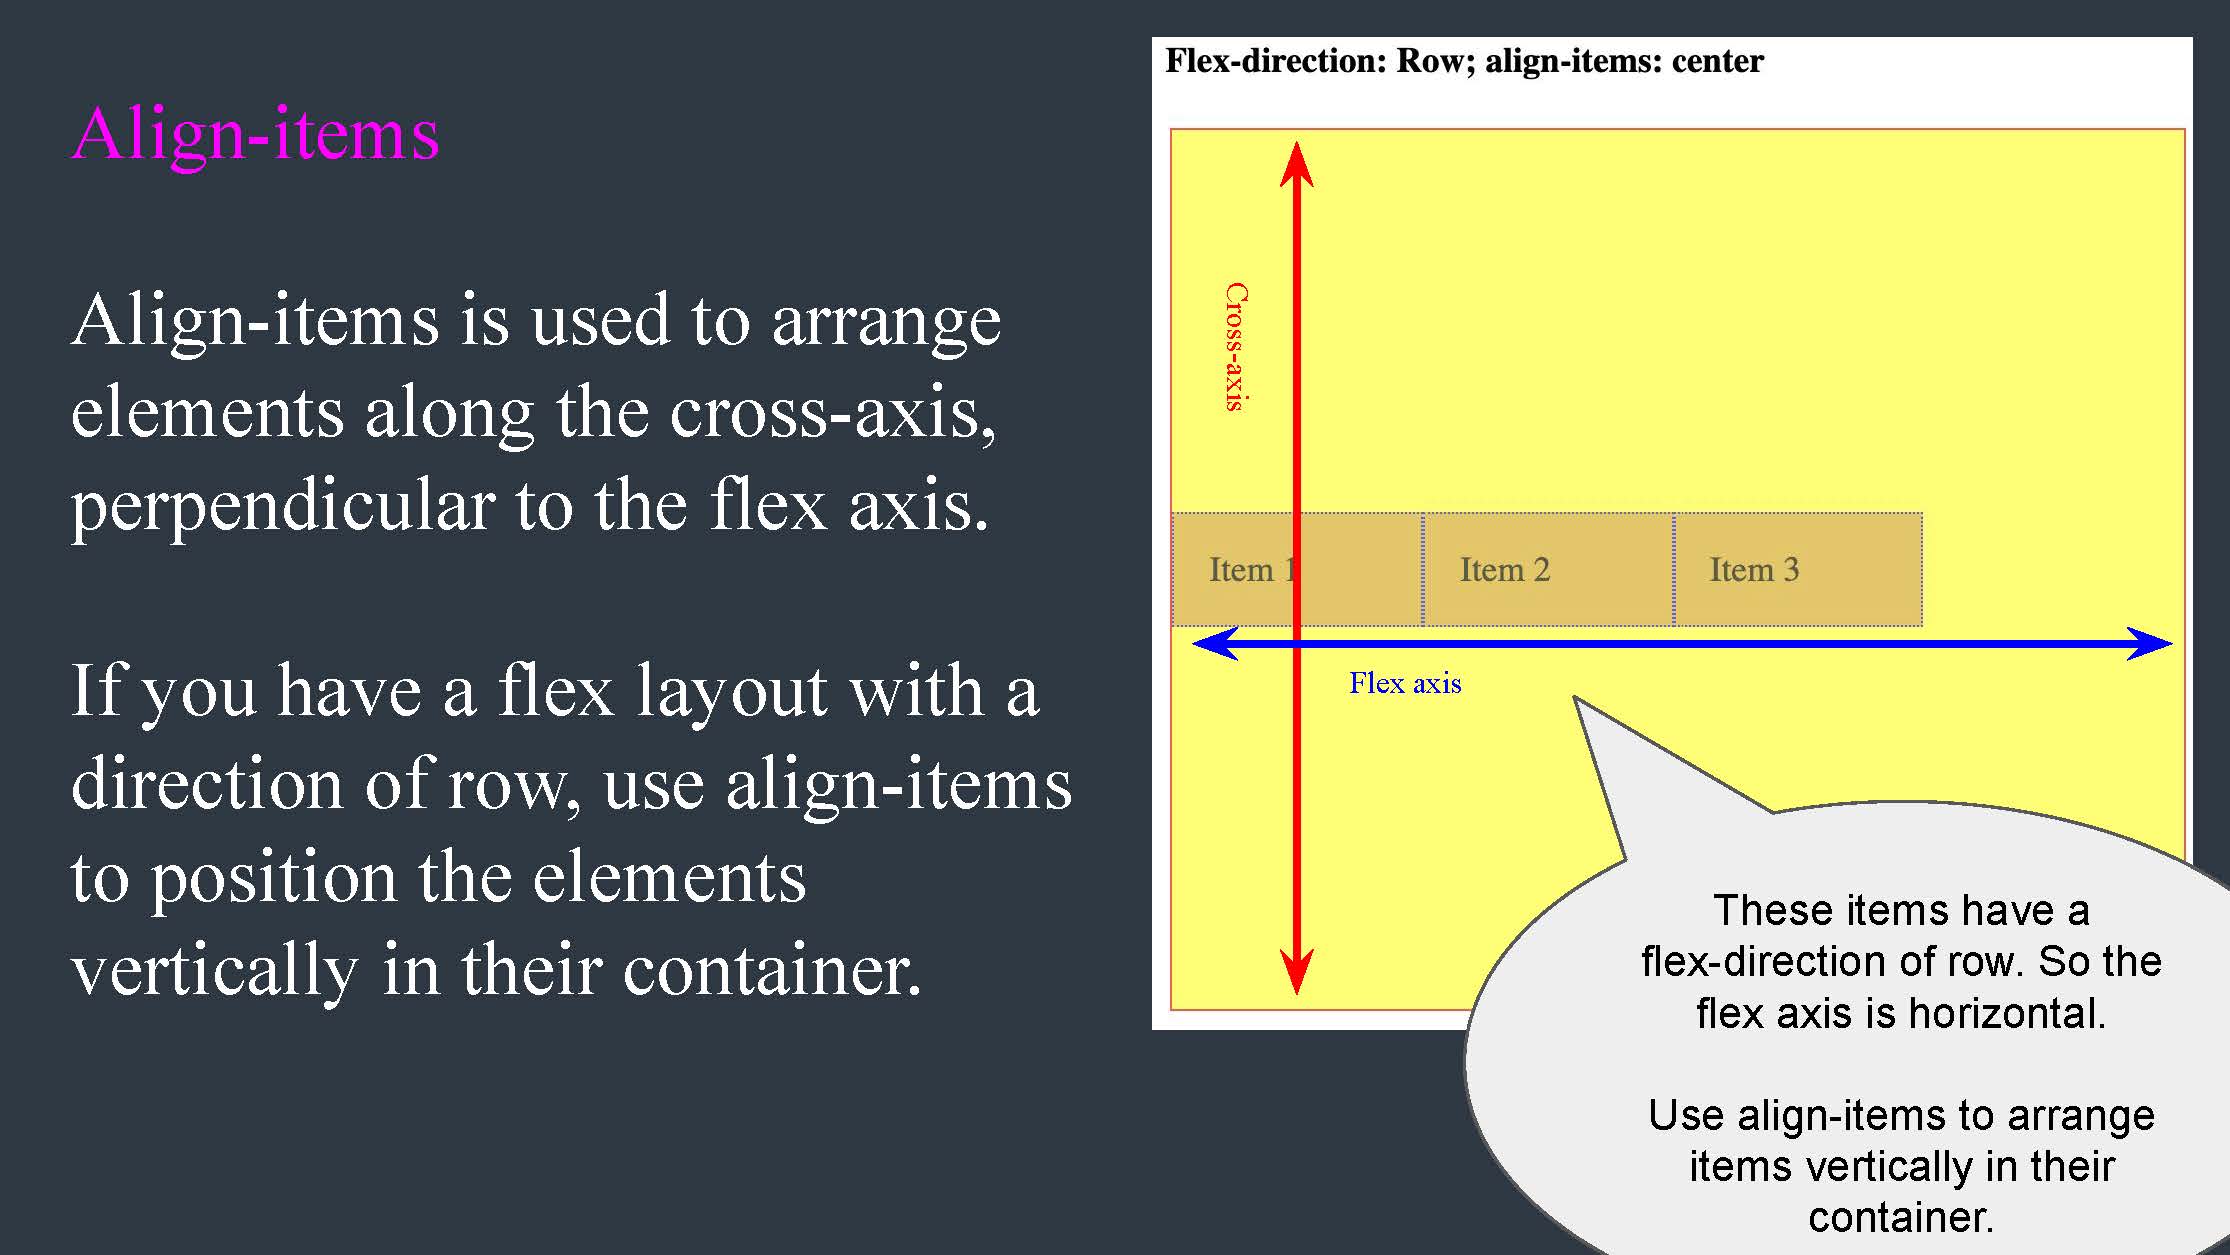 Align-items
Align-items is used to arrange
elements along the cross-axis,
perpendicular to the flex axis.
If you have a flex layout with a
direction of row, use align-items
to position the elements
vertically in their container.
Flex-direction: Row; align-items: center
Cross-axis
Item 1
Item 2
Item 3
Flex axis
These items have a
flex-direction of row. So the
flex axis is horizontal.
Use align-items to arrange
items vertically in their
container.